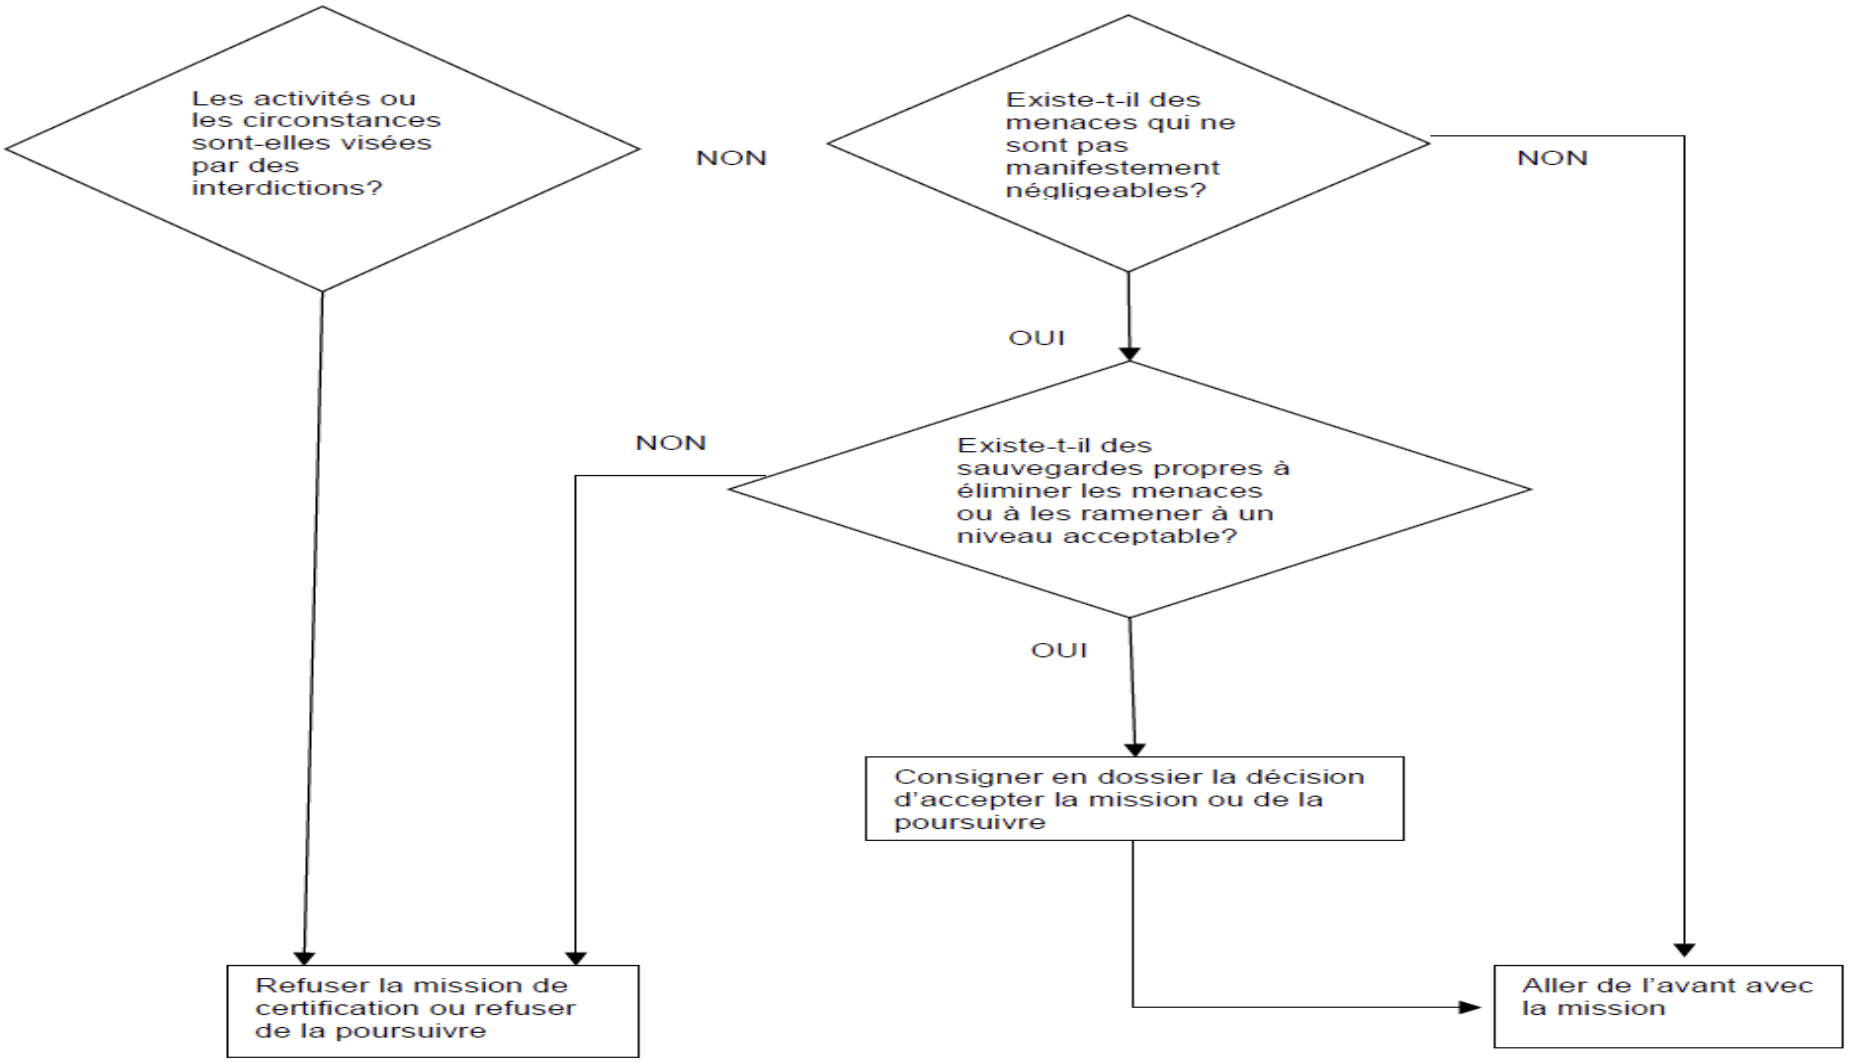 Les activités ou
les circonstances
sont-elles visées
par des
interdictions?
NON
Existe-t-il des
menaces qui ne
sont pas
manifestement
négligeables?
NON
OUI
NON
Existe-t-il des
sauvegardes propres à
éliminer les menaces
ou à les ramener à un
niveau acceptable?
OUI
Consigner en dossier la décision
d'accepter la mission ou de la
poursuivre
Refuser la mission de
certification ou refuser
de la poursuivre
Aller de l'avant avec
la mission